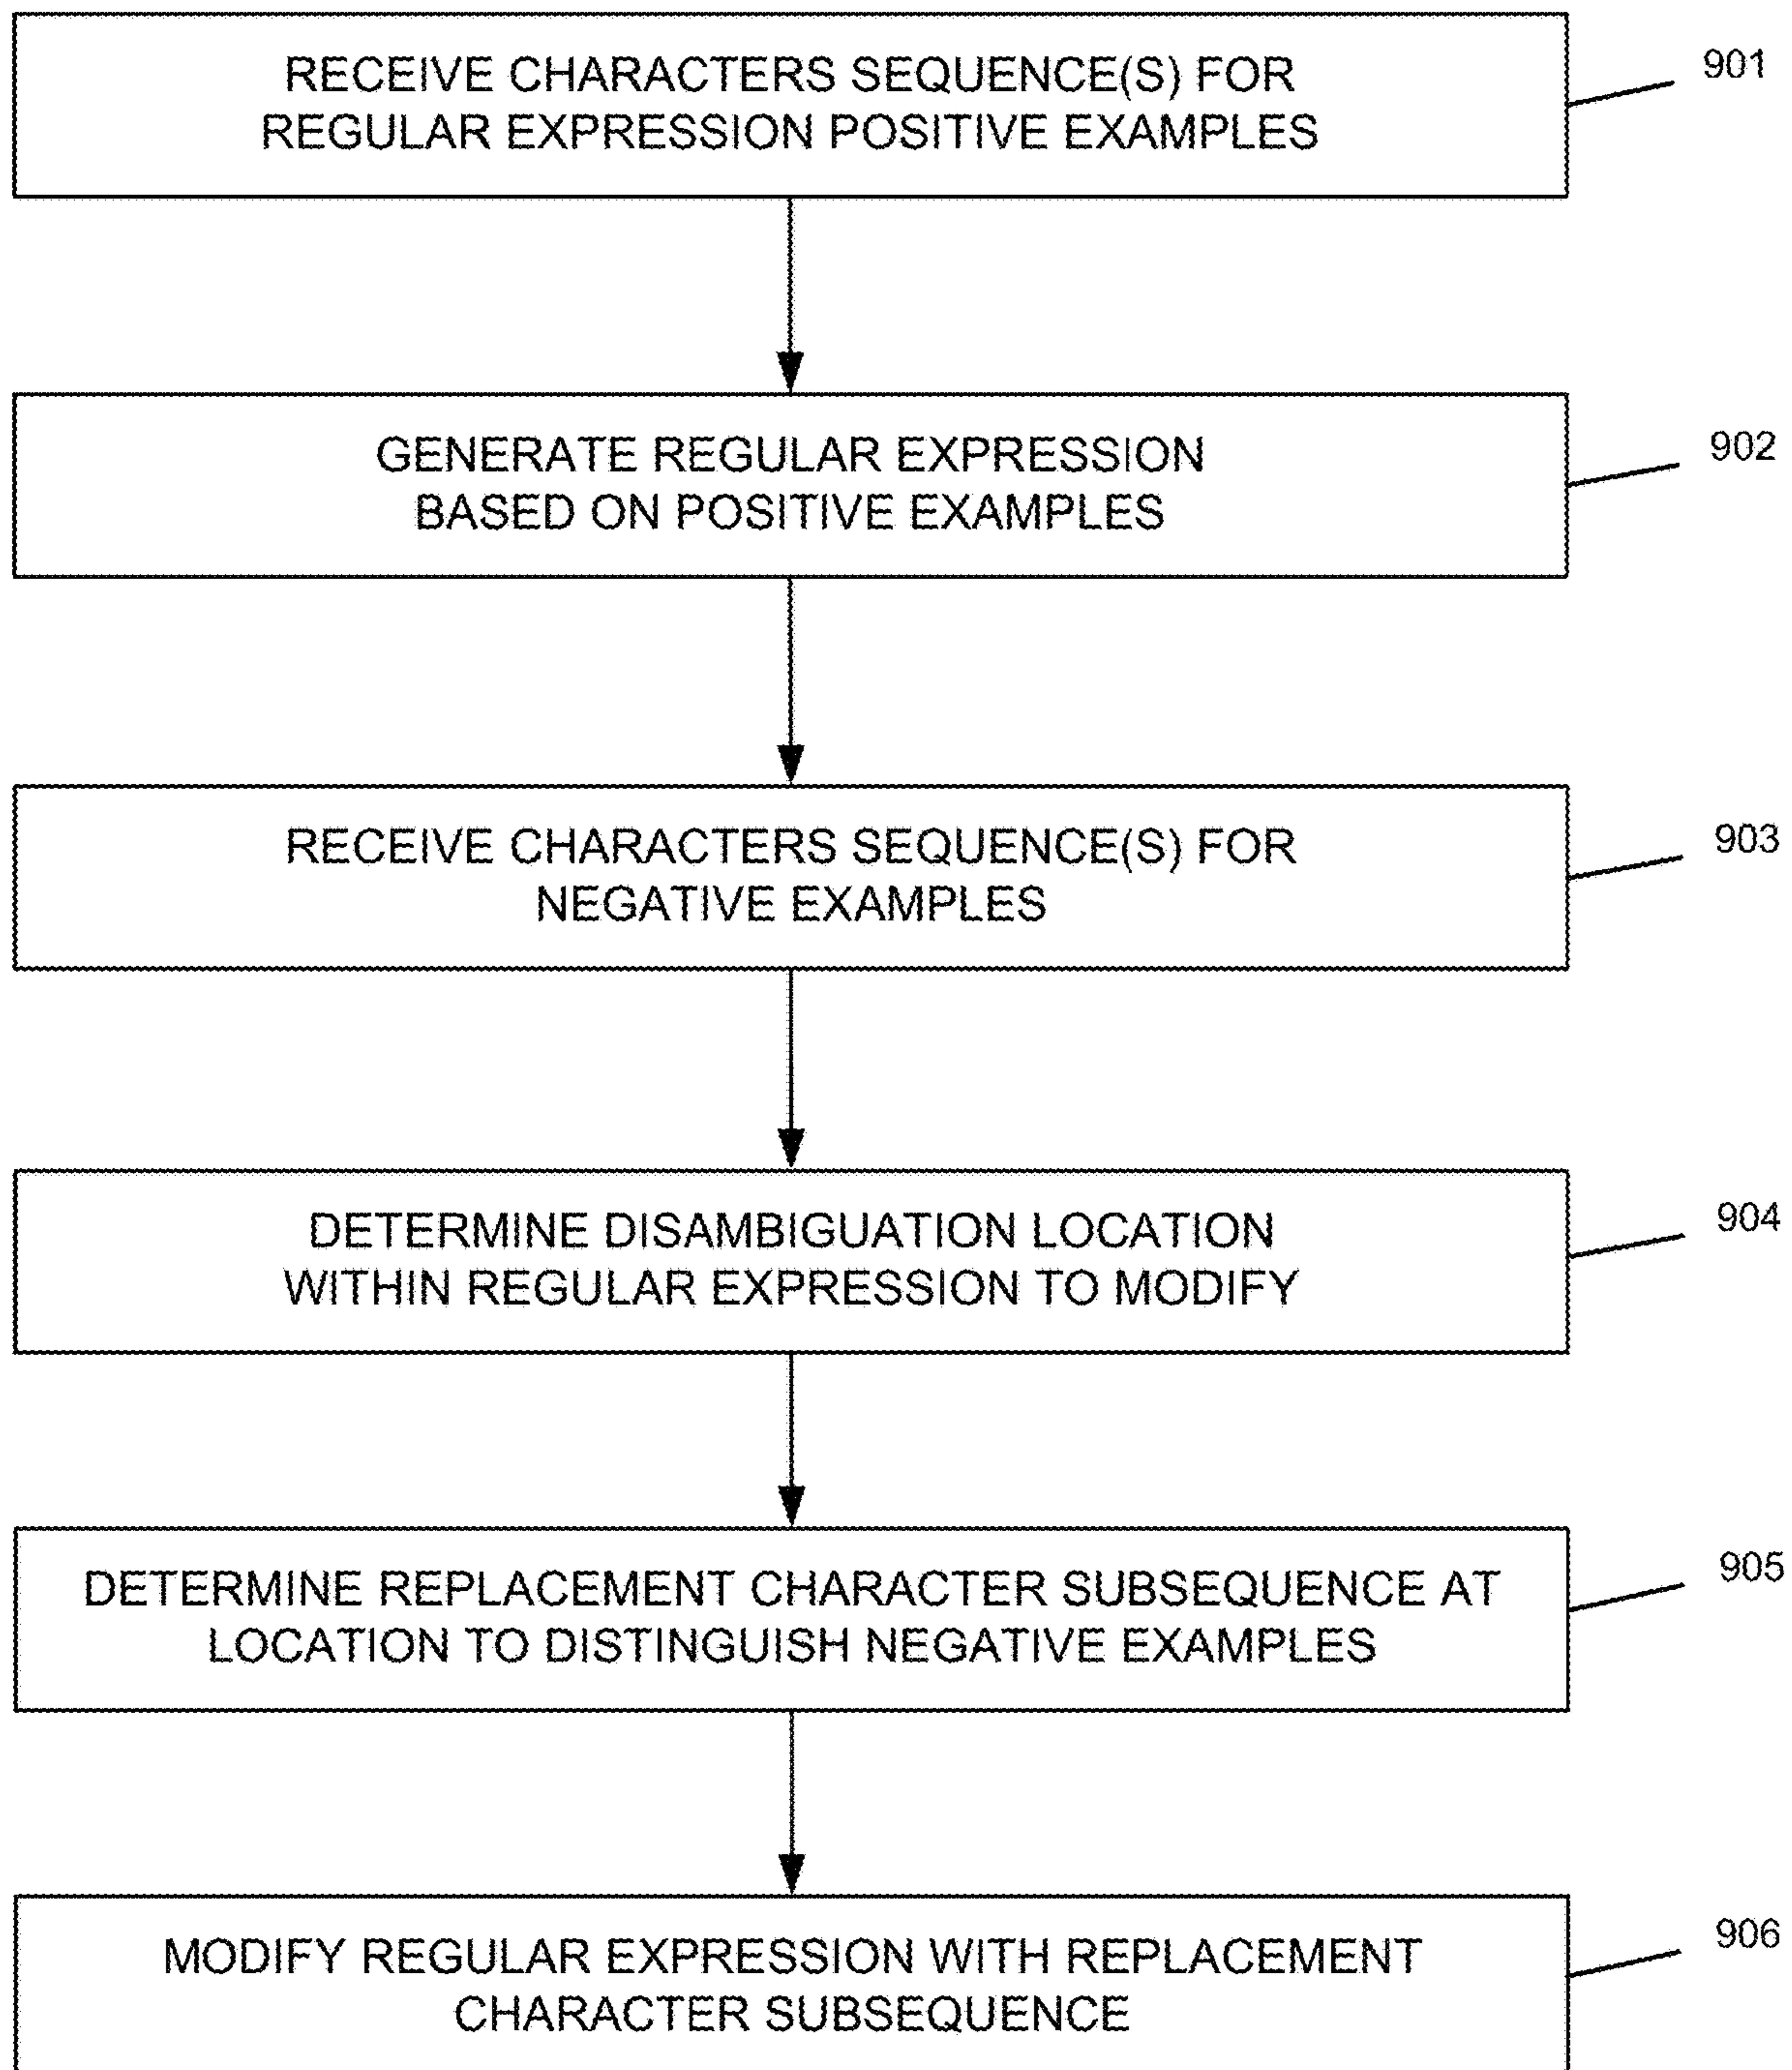 RECEIVE CHARACTERS SEQUENCE(S) FOR
REGULAR EXPRESSION POSITIVE EXAMPLES
901
GENERATE REGULAR EXPRESSION
BASED ON POSITIVE EXAMPLES
902
RECEIVE CHARACTERS SEQUENCE(S) FOR
NEGATIVE EXAMPLES
903
DETERMINE DISAMBIGUATION LOCATION
WITHIN REGULAR EXPRESSION TO MODIFY
904
DETERMINE REPLACEMENT CHARACTER SUBSEQUENCE AT
LOCATION TO DISTINGUISH NEGATIVE EXAMPLES
905
MODIFY REGULAR EXPRESSION WITH REPLACEMENT
CHARACTER SUBSEQUENCE
906